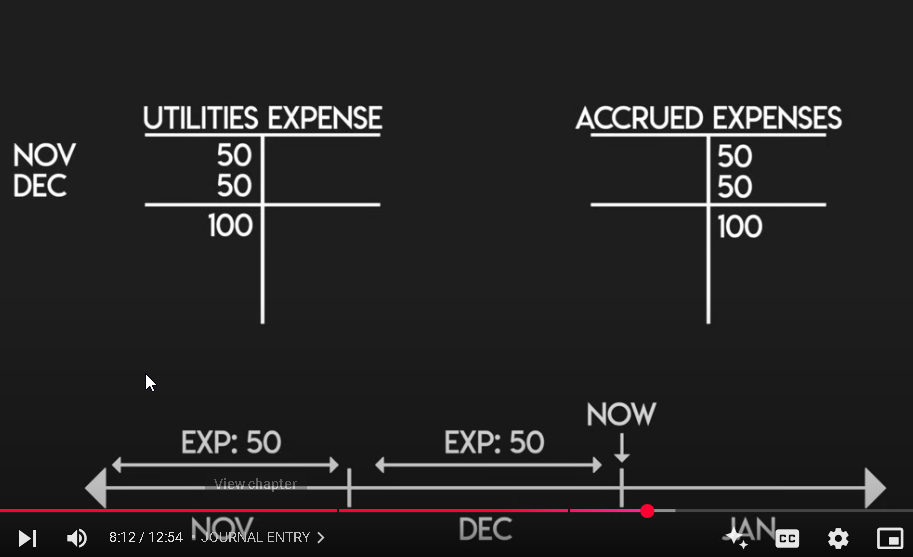 UTILITIES EXPENSE
ACCRUED EXPENSES
NOV 50 50
DEC 50 50
100 100
NOW
EXP: 50 EXP: 50
View chapter
NOV DEC JAN
8:12 / 12:54 • JOURNAL ENTRY
CC